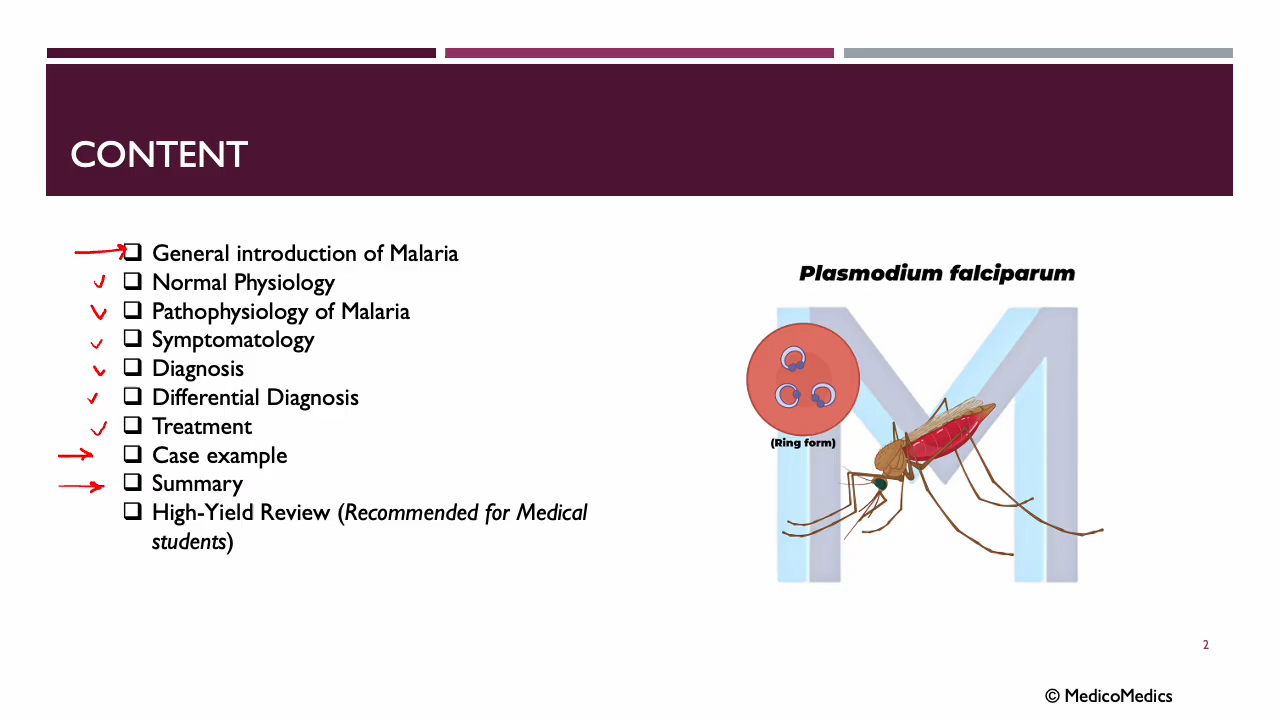 CONTENT
❑ General introduction of Malaria
❑ Normal Physiology
❑ Pathophysiology of Malaria
❑ Symptomatology
❑ Diagnosis
❑ Differential Diagnosis
❑ Treatment
❑ Case example
❑ Summary
❑ High-Yield Review (Recommended for Medical
students)
Plasmodium falciparum
M
(Ring form)
2
© MedicoMedics